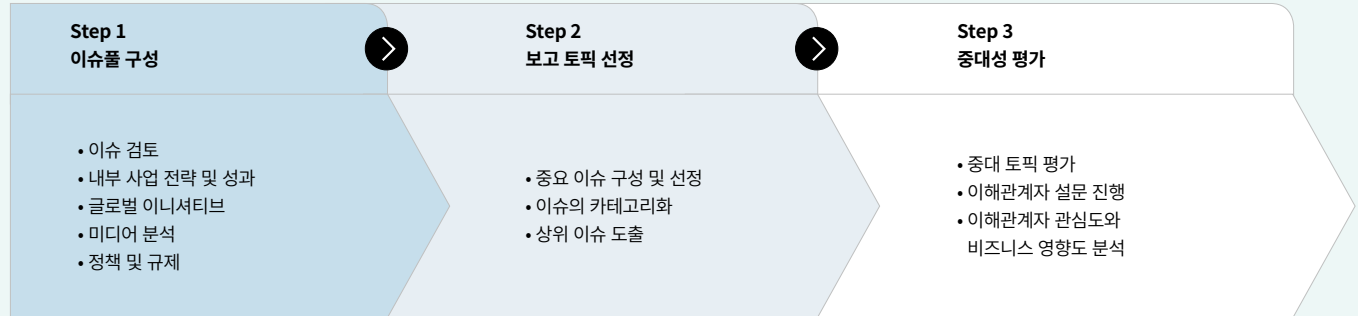 Step 1
이슈풀 구성
• 이슈 검토
• 내부 사업 전략 및 성과
• 글로벌 이니셔티브
• 미디어 분석
• 정책 및 규제
Step 2
보고 토픽 선정
• 중요 이슈 구성 및 선정
• 이슈의 카테고리화
• 상위 이슈 도출
Step 3
중대성 평가
• 중대 토픽 평가
• 이해관계자 설문 진행
• 이해관계자 관심도와
비즈니스 영향도 분석